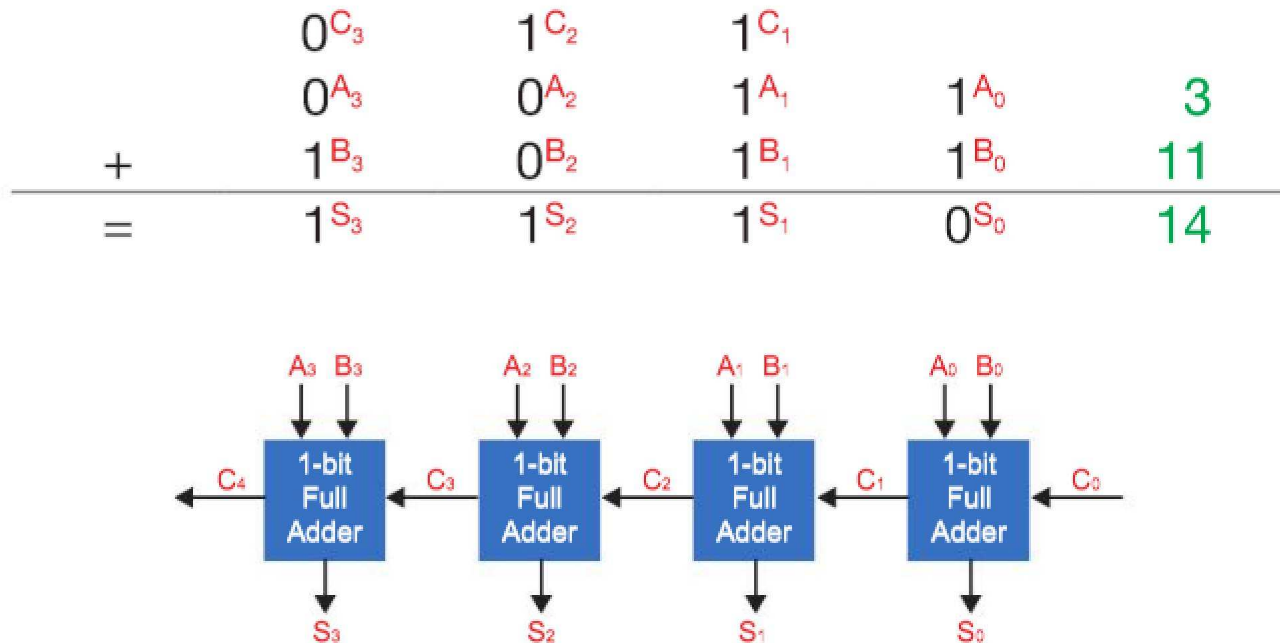 0C₃ 1C₂ 1C₁
0A₃ 0A₂ 1A₁ 1A₀ 3
+ 1B₃ 0B₂ 1B₁ 1B₀ 11
= 1S₃ 1S₂ 1S₁ 0S₀ 14
A₃ B₃ A₂ B₂ A₁ B₁ A₀ B₀
1-bit 1-bit 1-bit 1-bit
C₄ Full C₃ Full C₂ Full C₁ Full C₀
Adder Adder Adder Adder
S₃ S₂ S₁ S₀